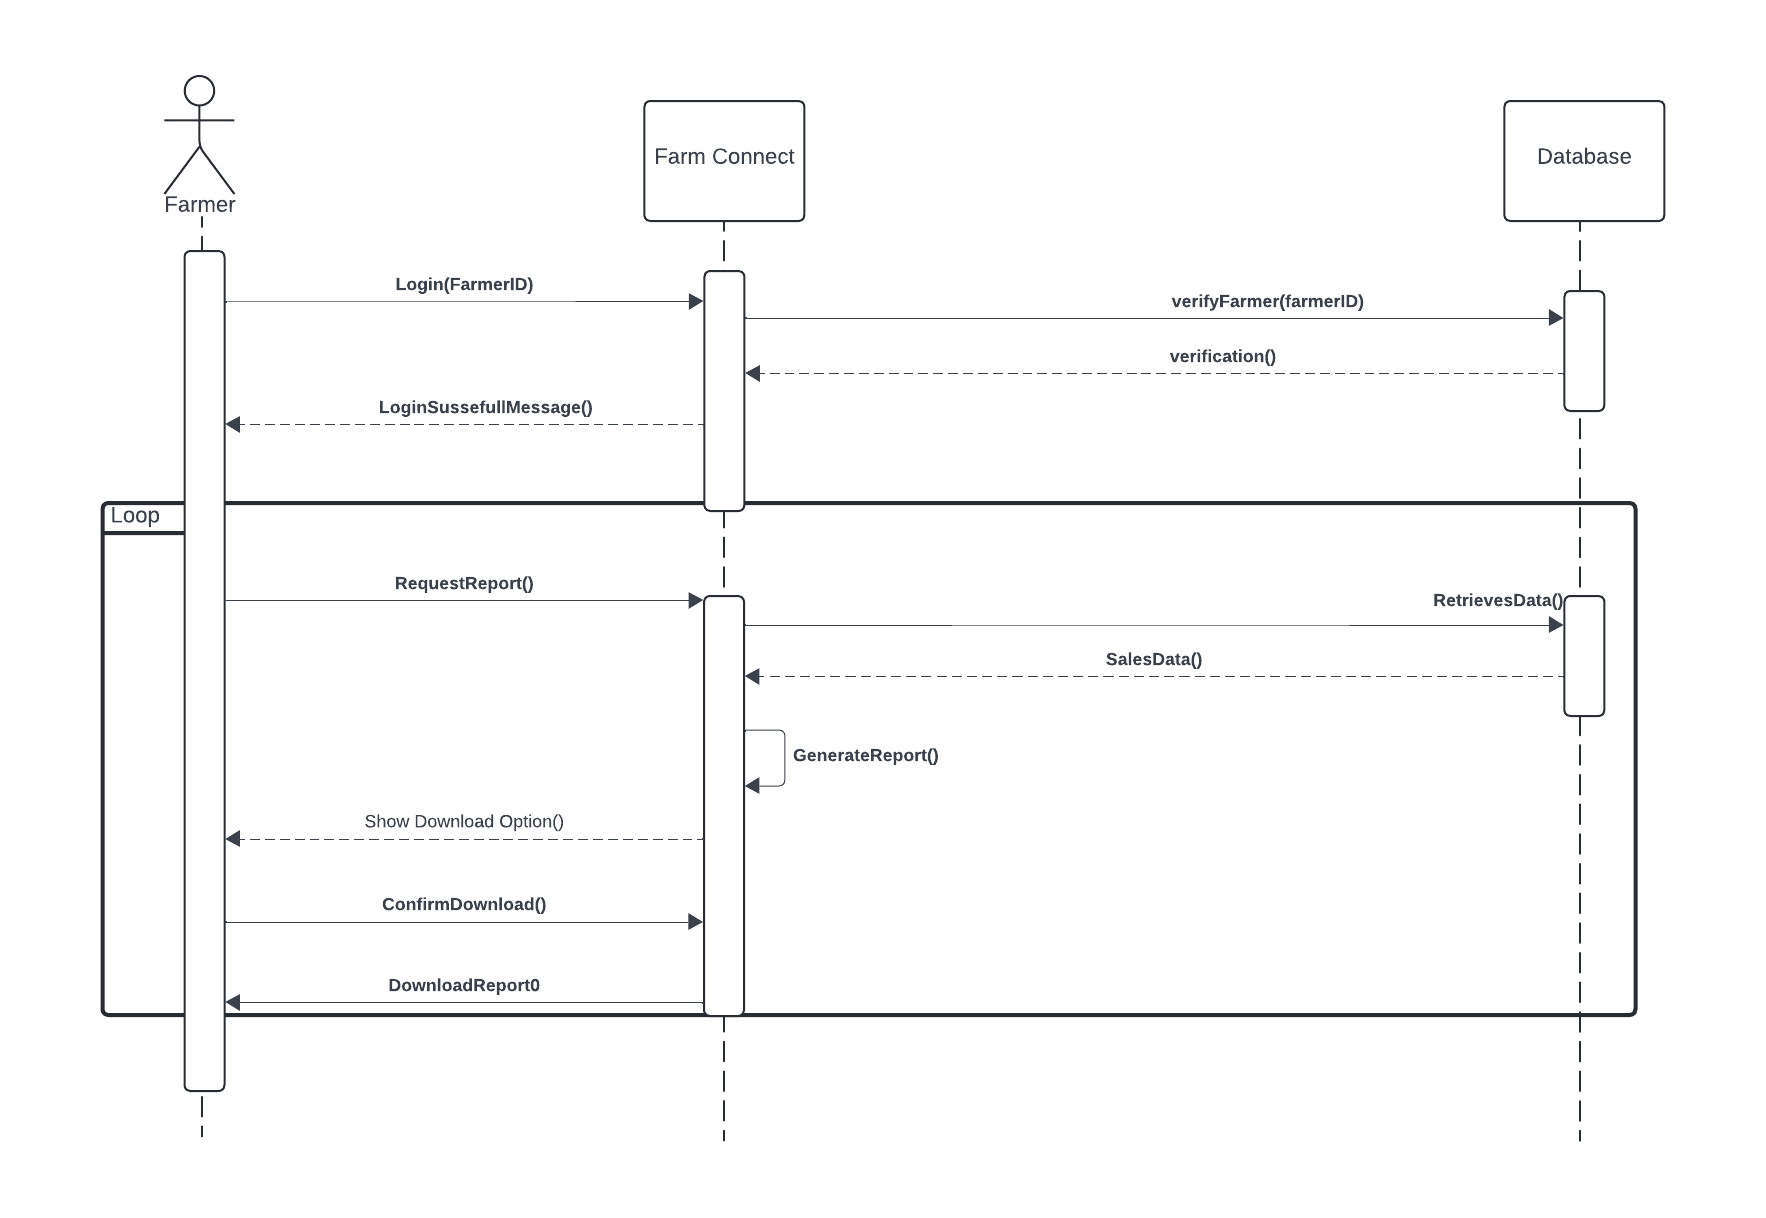 Farmer
Farm Connect
Database
Login(FarmerID)
verifyFarmer(farmerID)
verification()
LoginSussefullMessage()
Loop
RequestReport()
RetrievesData()
SalesData()
GenerateReport()
Show Download Option()
ConfirmDownload()
DownloadReport0